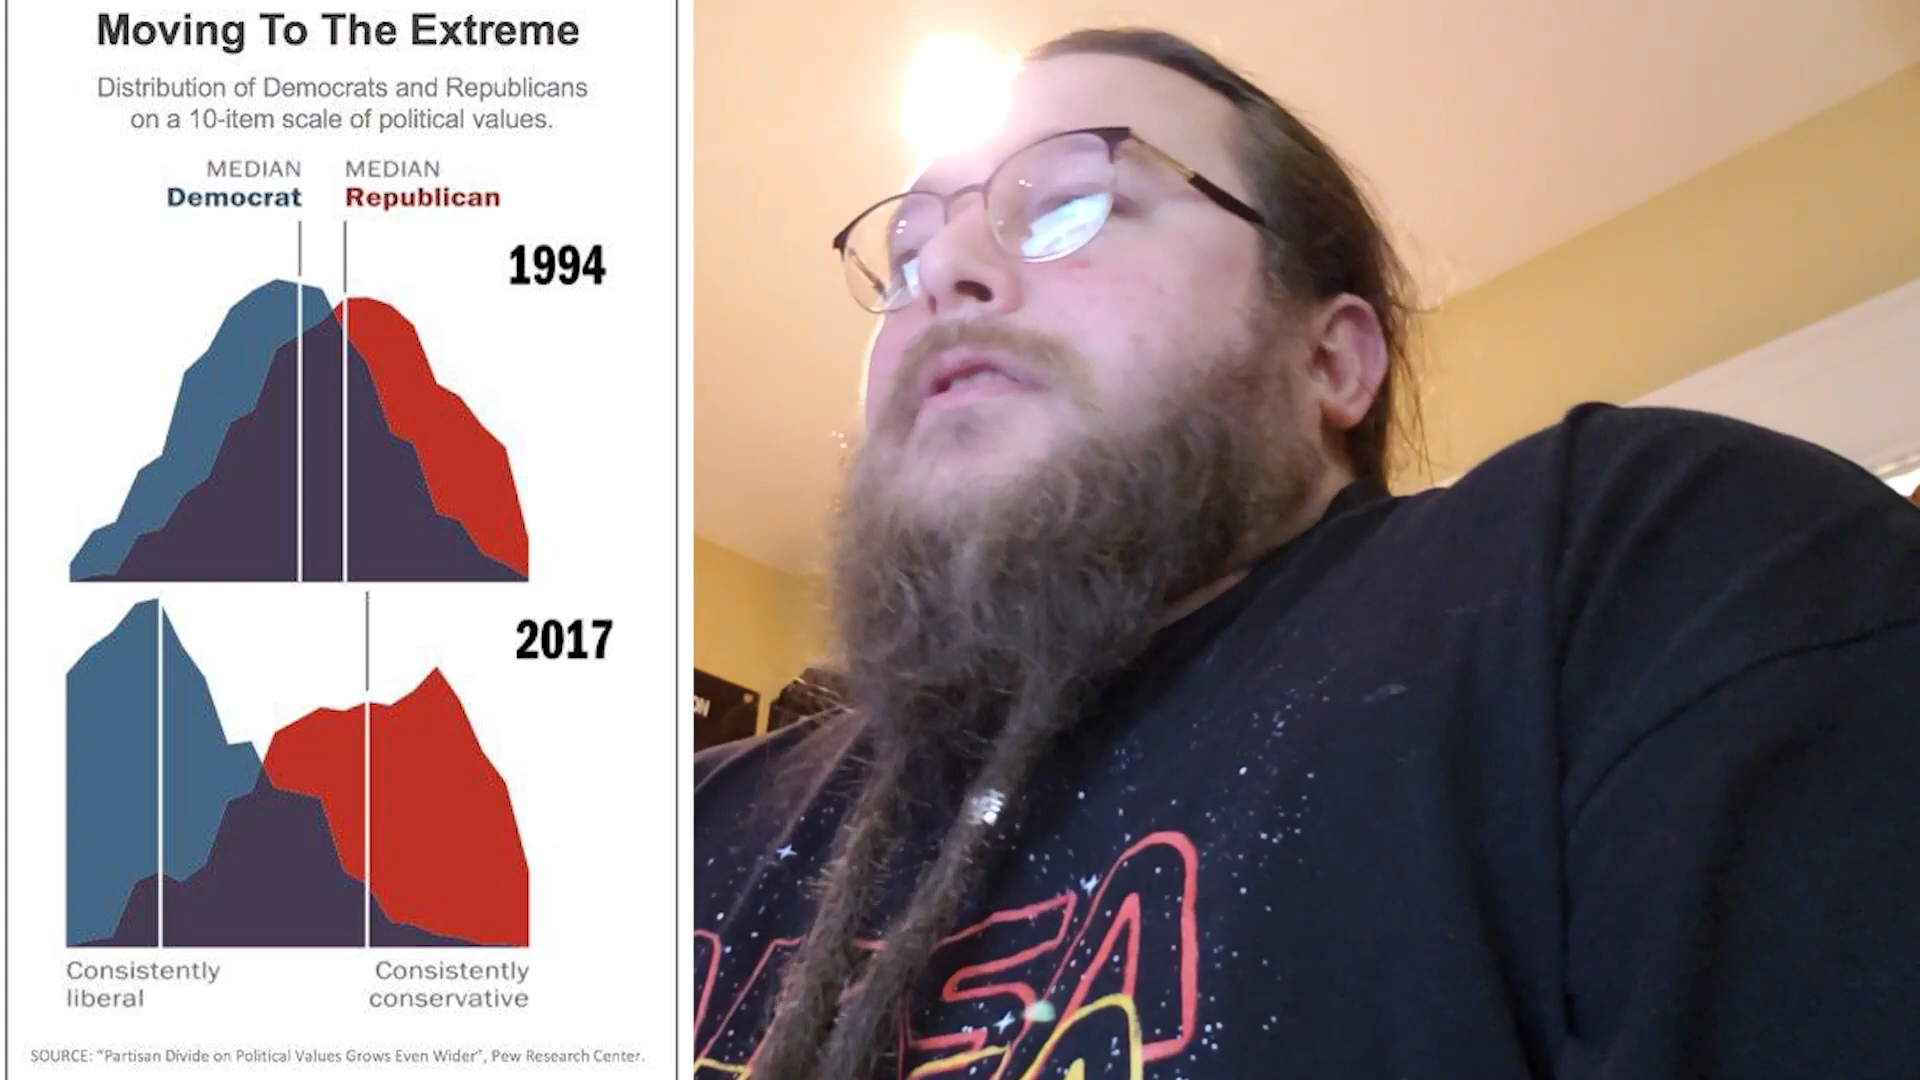 Moving To The Extreme
Distribution of Democrats and Republicans
on a 10-item scale of political values.
MEDIAN
Democrat
MEDIAN
Republican
1994
2017
Consistently
liberal
Consistently
conservative
SOURCE: "Partisan Divide on Political Values Grows Even Wider", Pew Research Center.